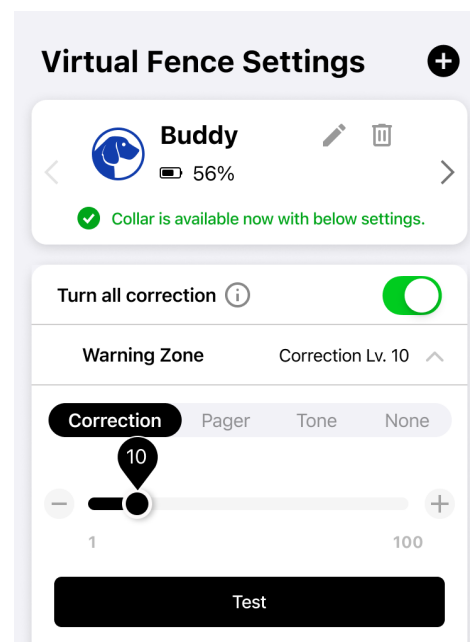 Virtual Fence Settings
Buddy
56%
Collar is available now with below settings.
Turn all correction
Warning Zone Correction Lv. 10
Correction Pager Tone None
10
1 100
Test